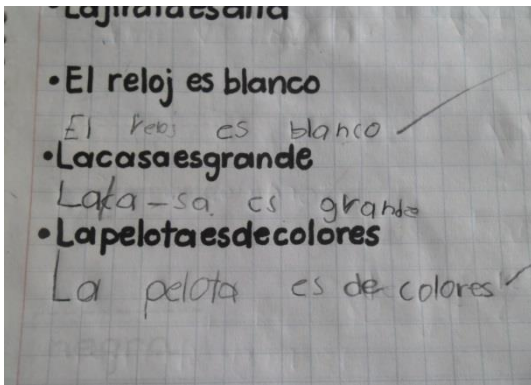 •Lajirafaesalta
•El reloj es blanco
El reloj es blanco
•Lacasaesgrande
Laca-sa es grande
•Lapelotaesdecolores
La pelota es de colores